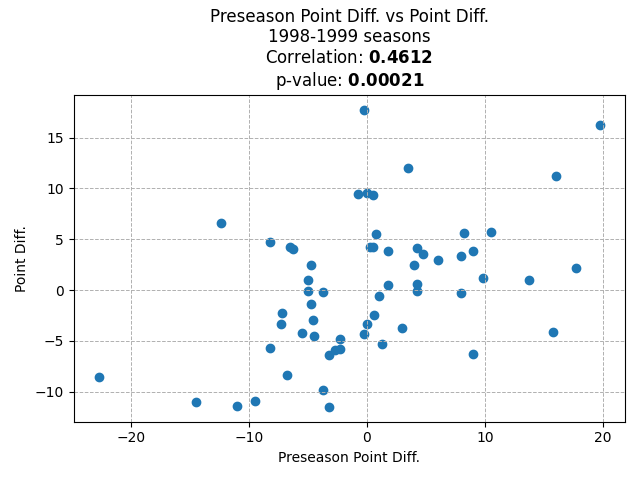 Preseason Point Diff. vs Point Diff.
1998-1999 seasons
Correlation: 0.4612
p-value: 0.00021
15
10
5
0
−5
−10
Point Diff.
−20
−10
0
10
20
Preseason Point Diff.